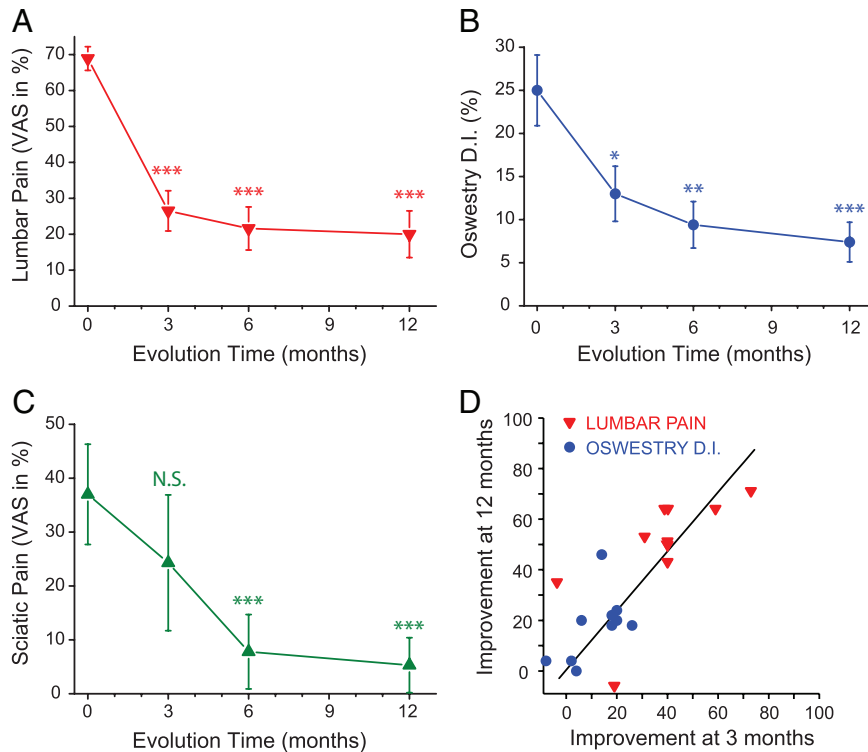 A
Lumbar Pain (VAS in %)
70
60
50
40
30
20
10
0
***
***
***
0 3 6 9 12
Evolution Time (months)
B
Oswestry D.I. (%)
30
25
20
15
10
5
0
*
**
***
0 3 6 9 12
Evolution Time (months)
C
Sciatic Pain (VAS in %)
50
40
30
20
10
0
N.S.
***
***
0 3 6 9 12
Evolution Time (months)
D
Improvement at 12 months
100
80
60
40
20
0
LUMBAR PAIN
OSWESTRY D.I.
0 20 40 60 80 100
Improvement at 3 months